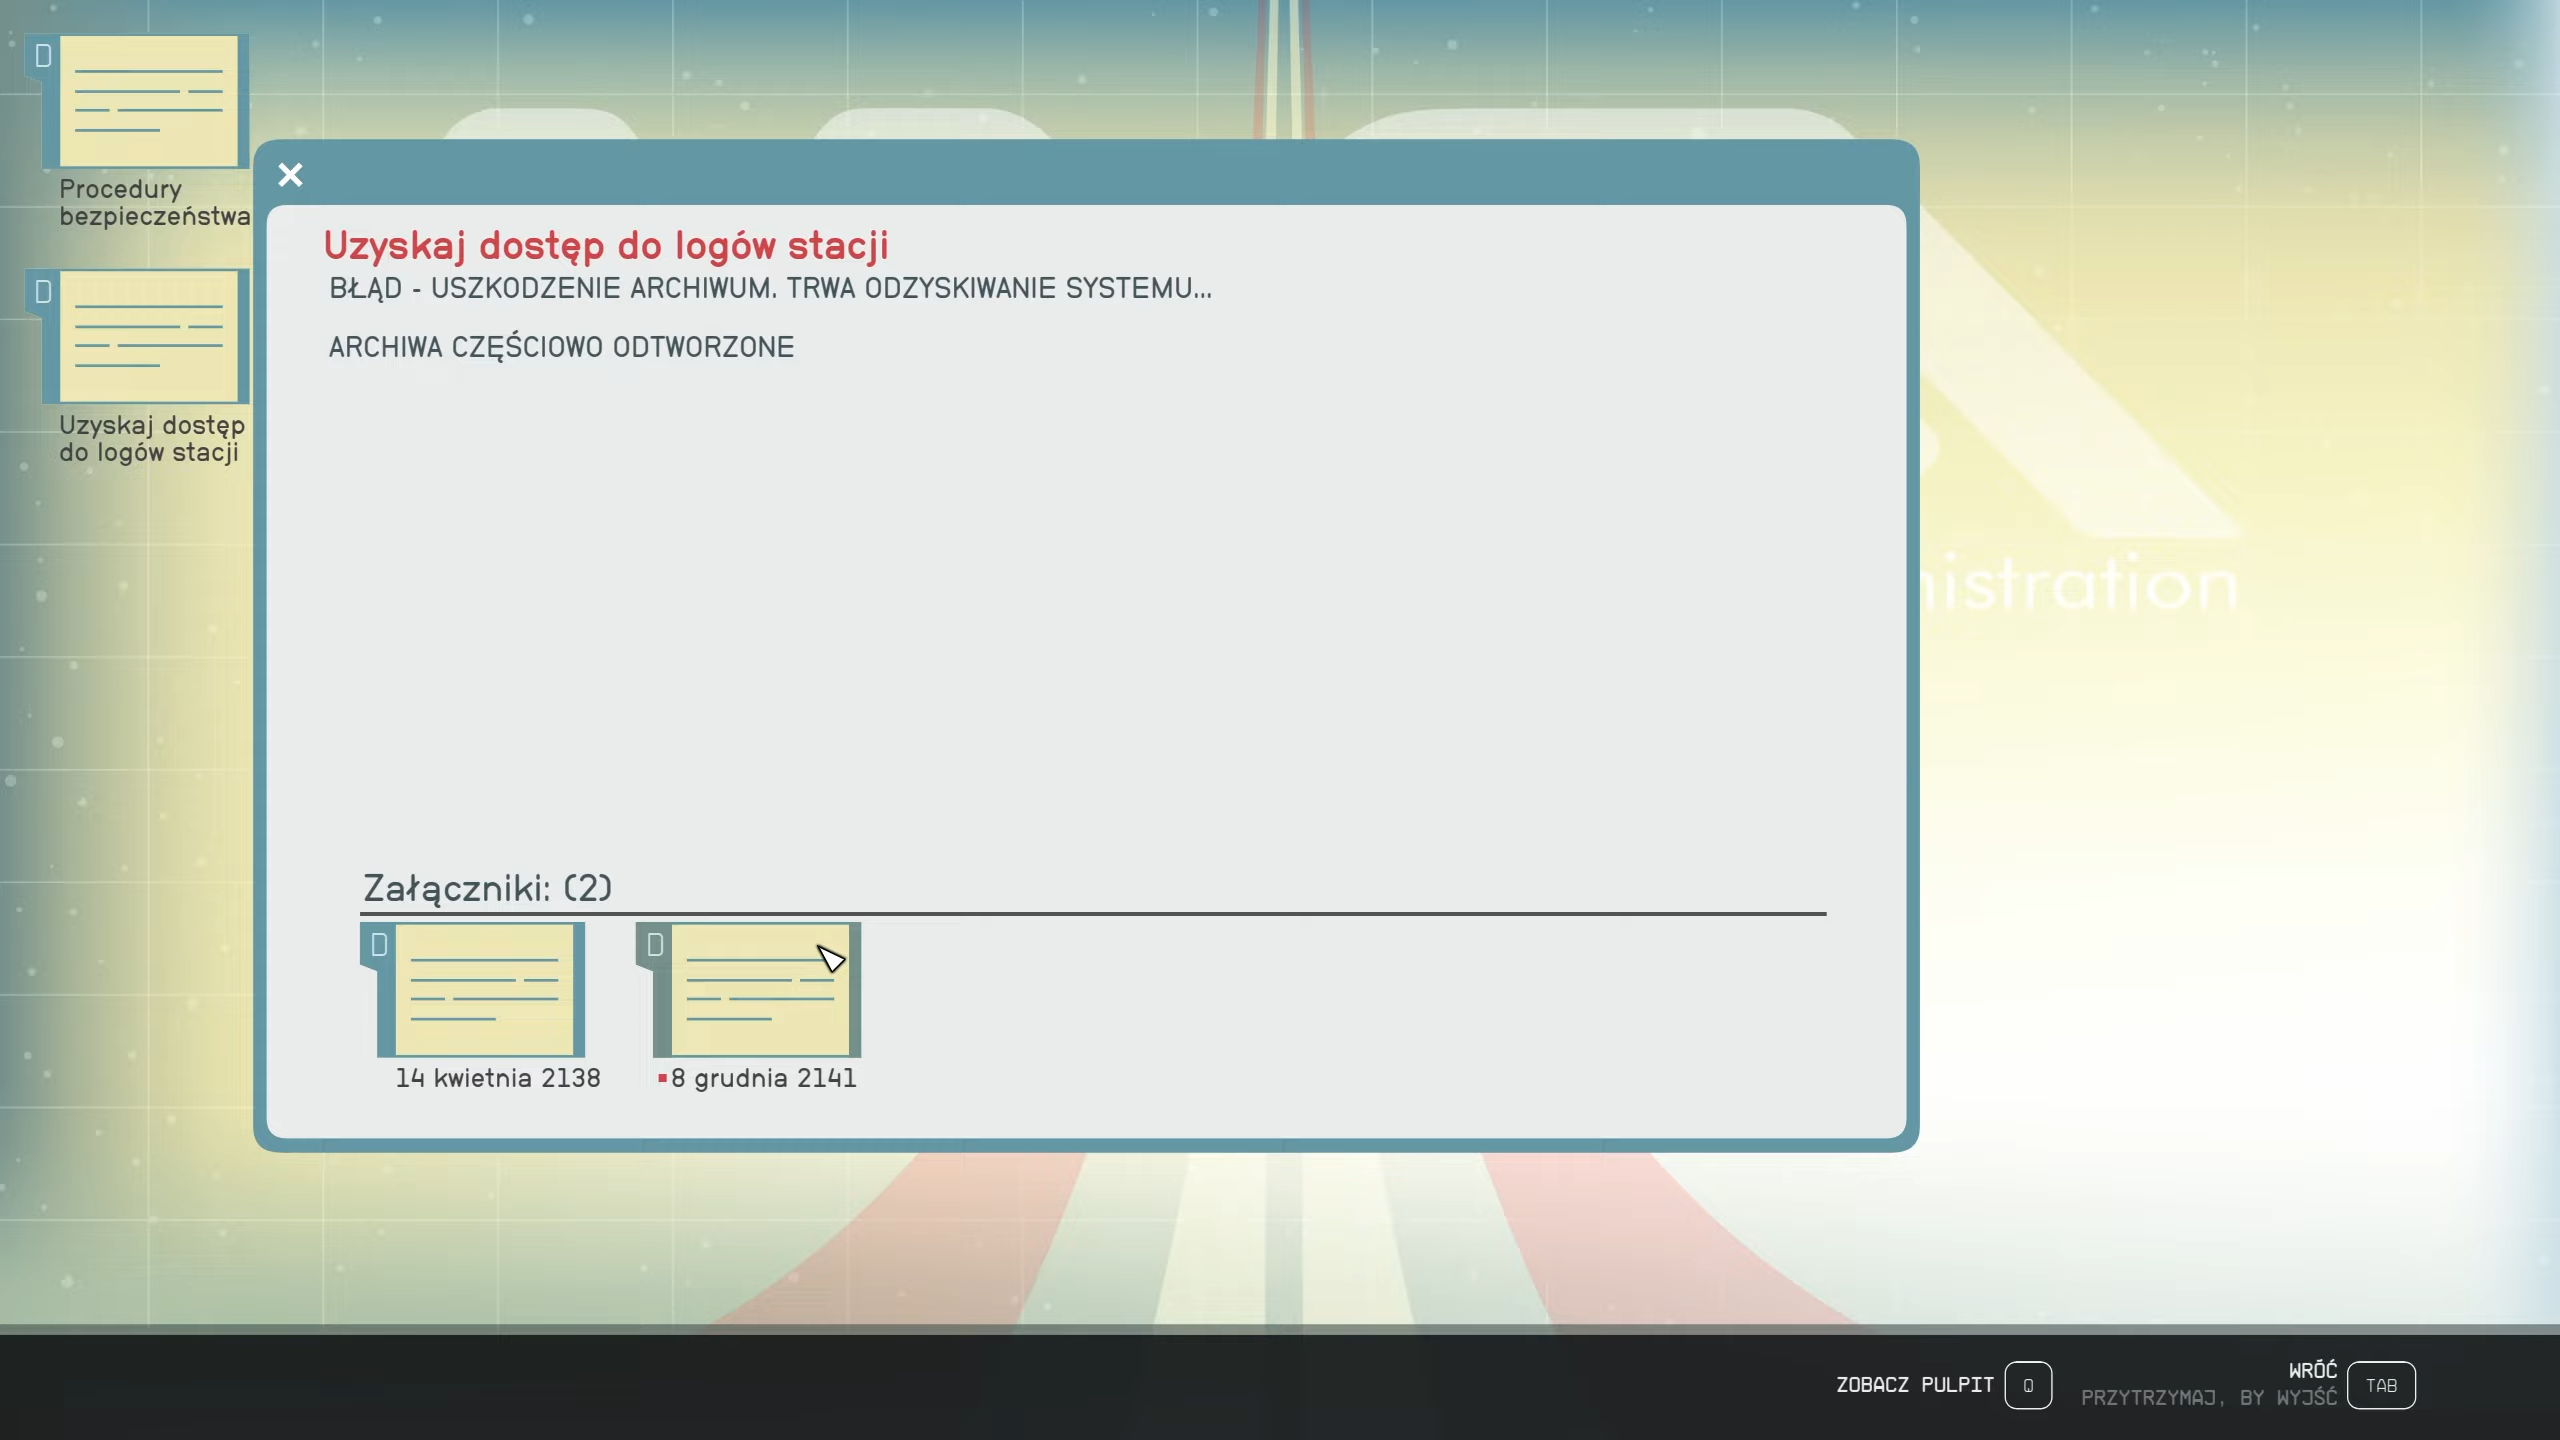 D
Procedury
bezpieczeństwa
D
Uzyskaj dostęp
do logów stacji
Uzyskaj dostęp do logów stacji
BŁĄD - USZKODZENIE ARCHIWUM. TRWA ODZYSKIWANIE SYSTEMU...
ARCHIWA CZĘŚCIOWO ODTWORZONE
Załączniki: (2)
D
14 kwietnia 2138
D
8 grudnia 2141
nistration
ZOBACZ PULPIT Q
WRÓĆ TAB
PRZYTRZYMAJ, BY WYJŚĆ